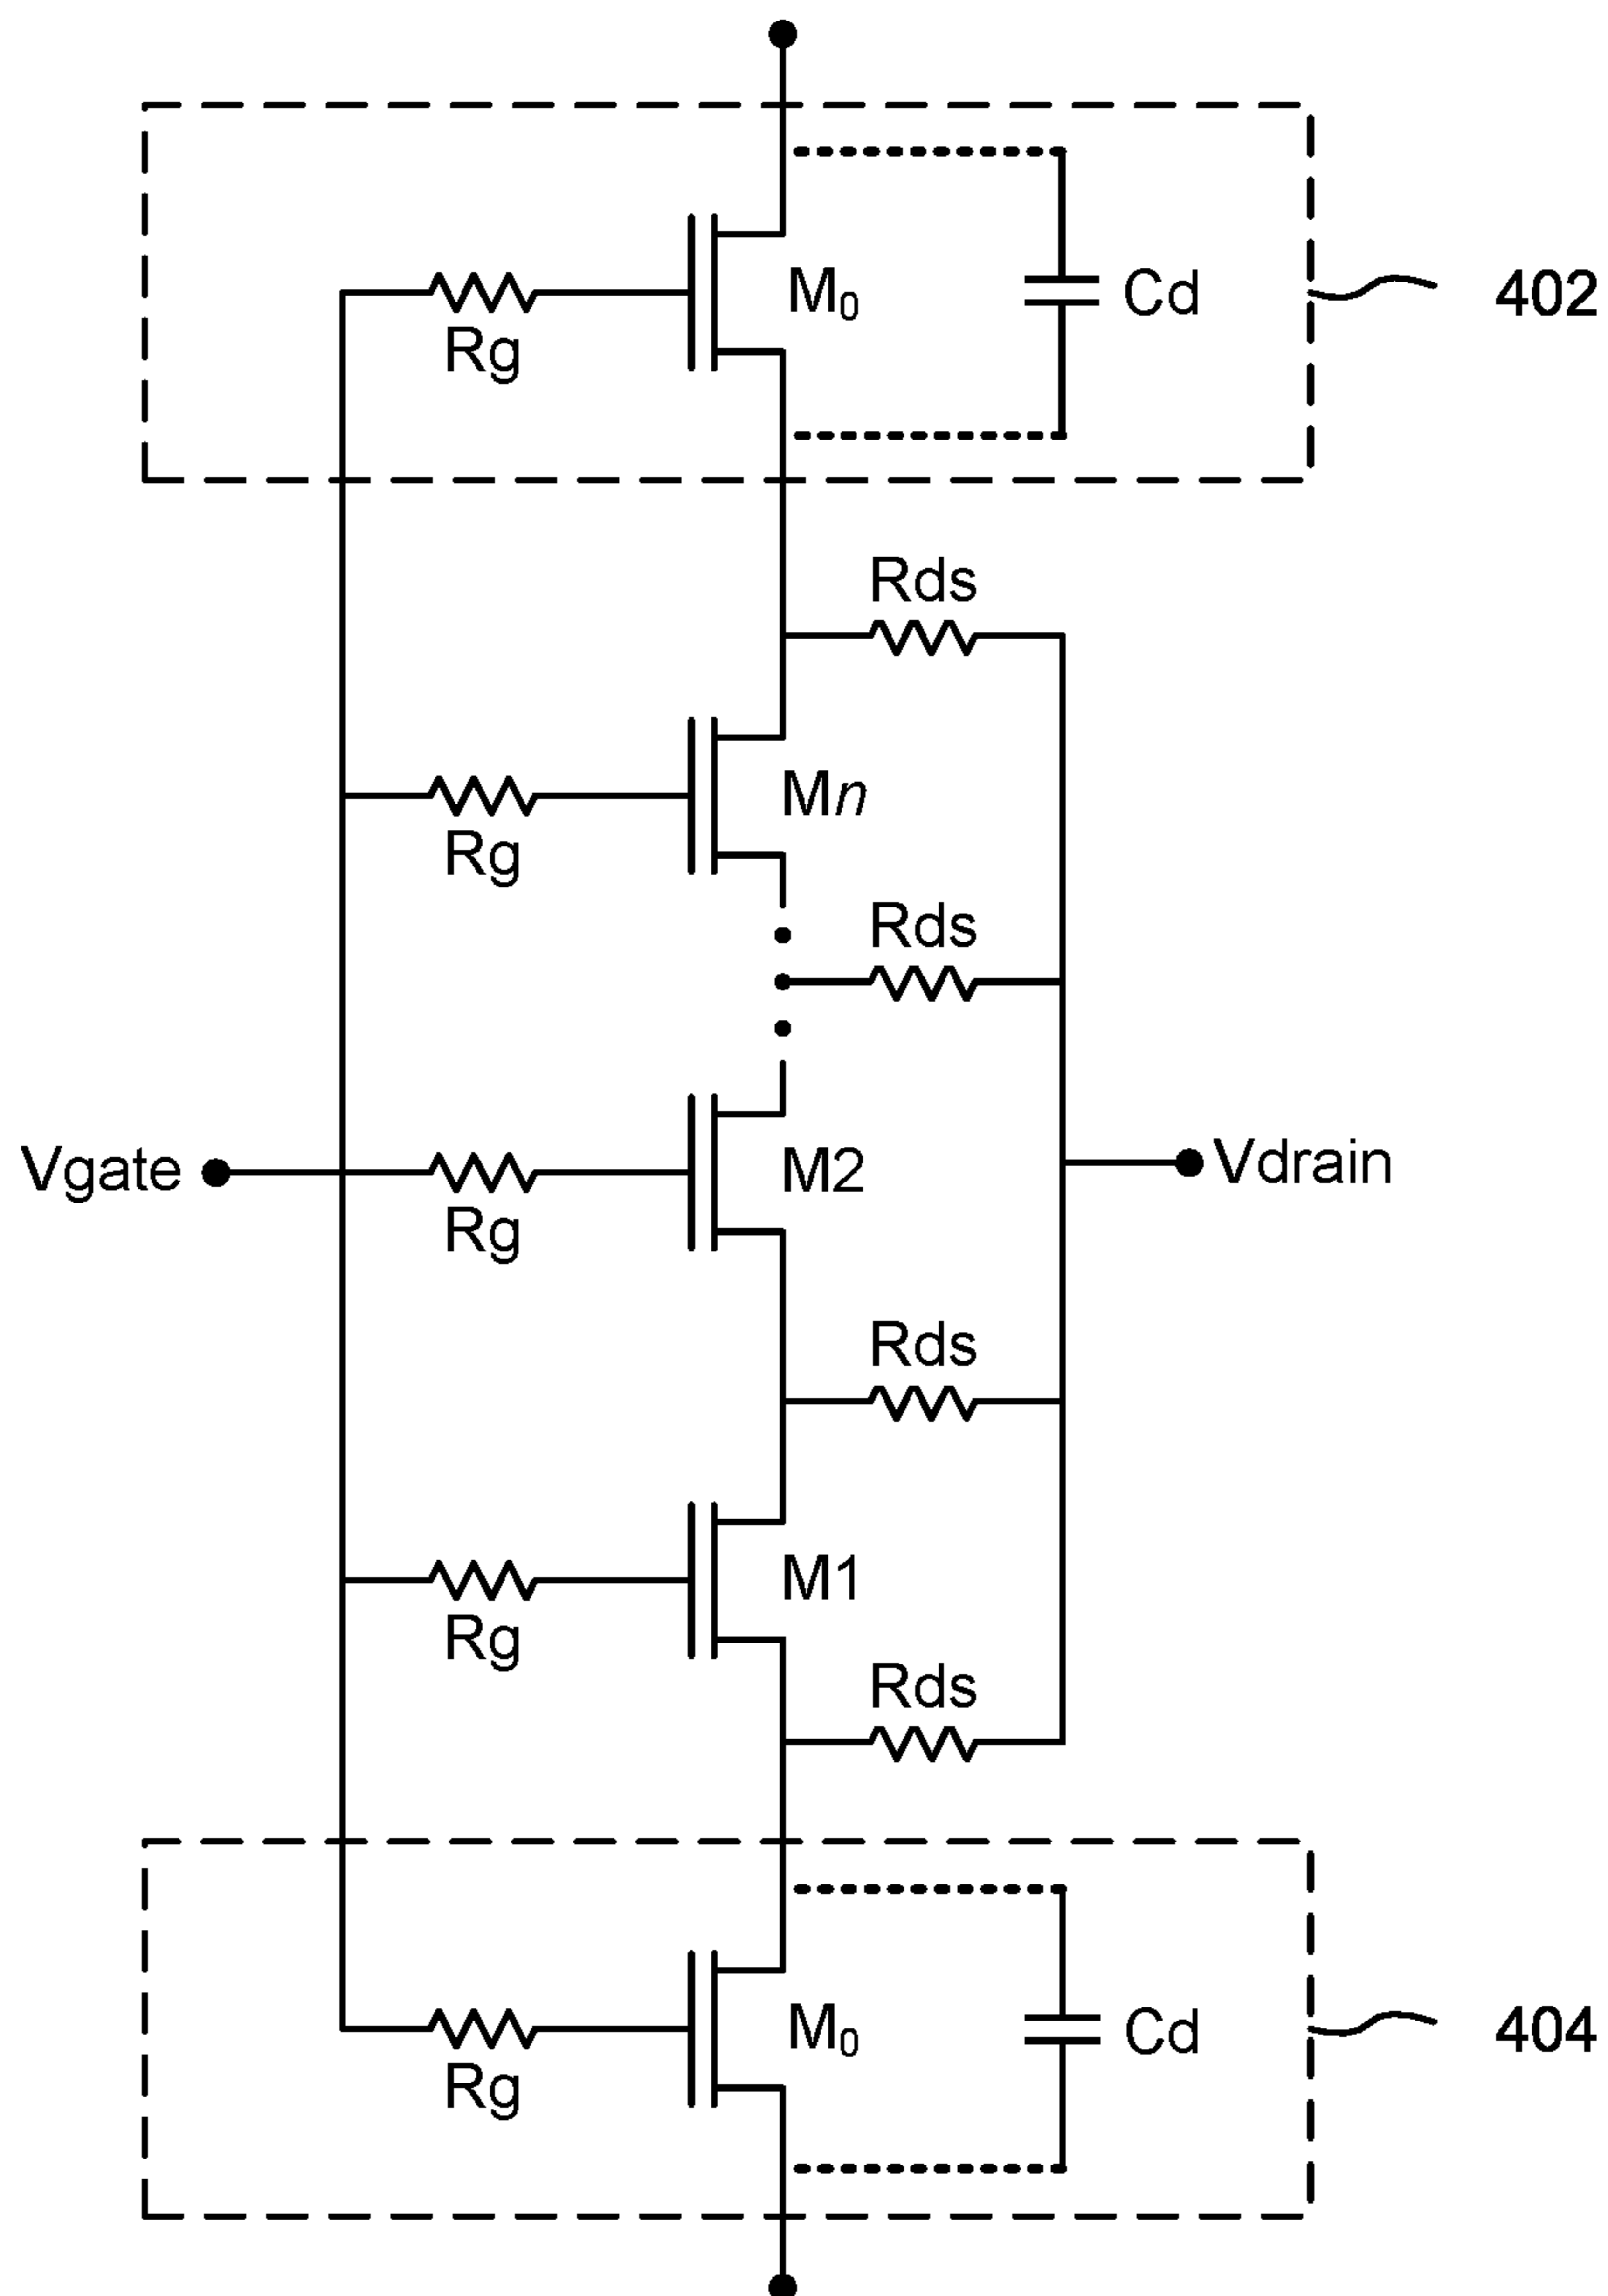 M₀
Cd
402
Rg
Rds
Mn
Rg
Rds
Vgate
M2
Vdrain
Rg
Rds
M1
Rg
Rds
M₀
Cd
404
Rg